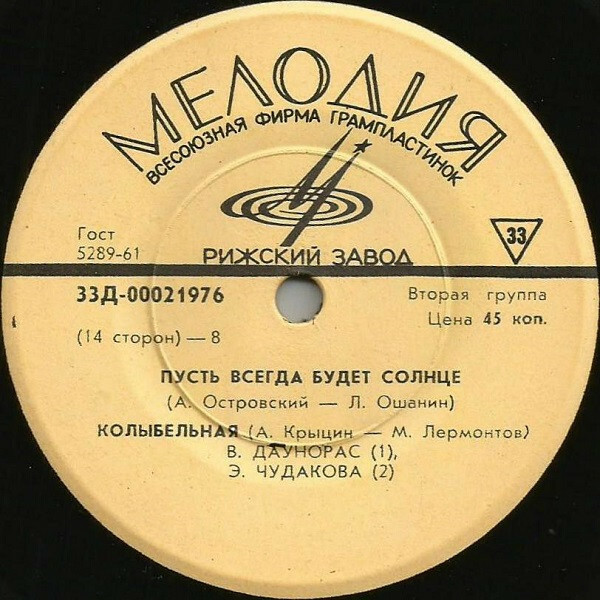 МЕЛОДИЯ
ВСЕСОЮЗНАЯ ФИРМА ГРАМПЛАСТИНОК
Гост
5289-61
33
РИЖСКИЙ ЗАВОД
33Д-00021976
Вторая группа
Цена 45 коп.
(14 сторон) — 8
ПУСТЬ ВСЕГДА БУДЕТ СОЛНЦЕ
(А. Островский — Л. Ошанин)
КОЛЫБЕЛЬНАЯ (А. Крыцин — М. Лермонтов)
В. ДАУНОРАС (1),
Э. ЧУДАКОВА (2)